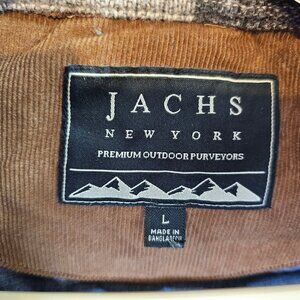 JACHS
NEW YORK
PREMIUM OUTDOOR PURVEYORS
L
MADE IN
BANGLADESH